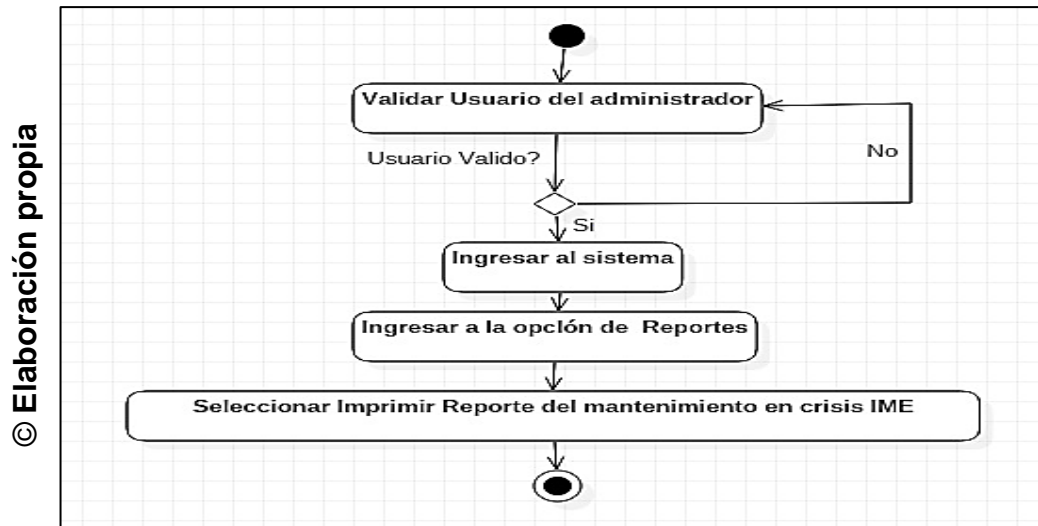 © Elaboración propia
Validar Usuario del administrador
Usuario Valido?
No
Si
Ingresar al sistema
Ingresar a la opción de Reportes
Seleccionar Imprimir Reporte del mantenimiento en crisis IME